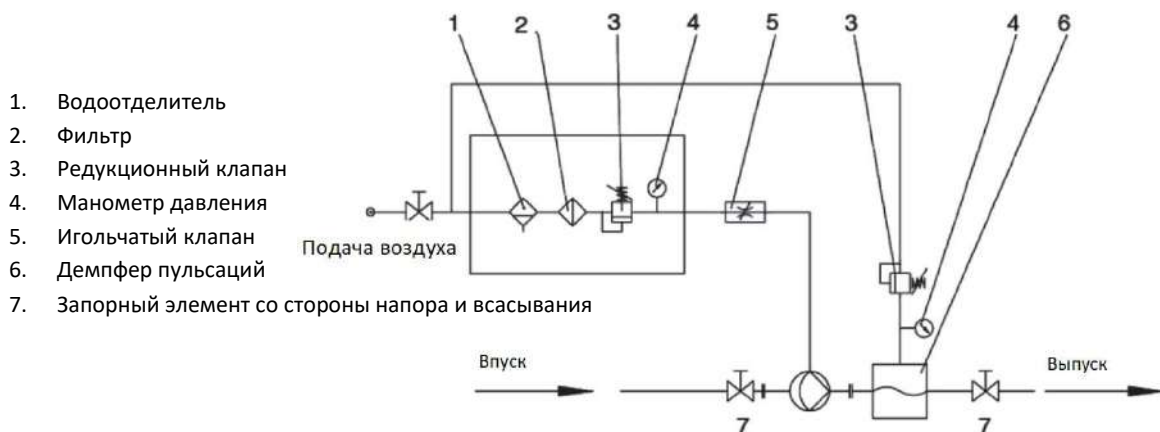 1 2 3 4 5 3 4 6
1. Водоотделитель
2. Фильтр
3. Редукционный клапан
4. Манометр давления
5. Игольчатый клапан
6. Демпфер пульсаций
7. Запорный элемент со стороны напора и всасывания
Подача воздуха
Впуск
Выпуск
7 7